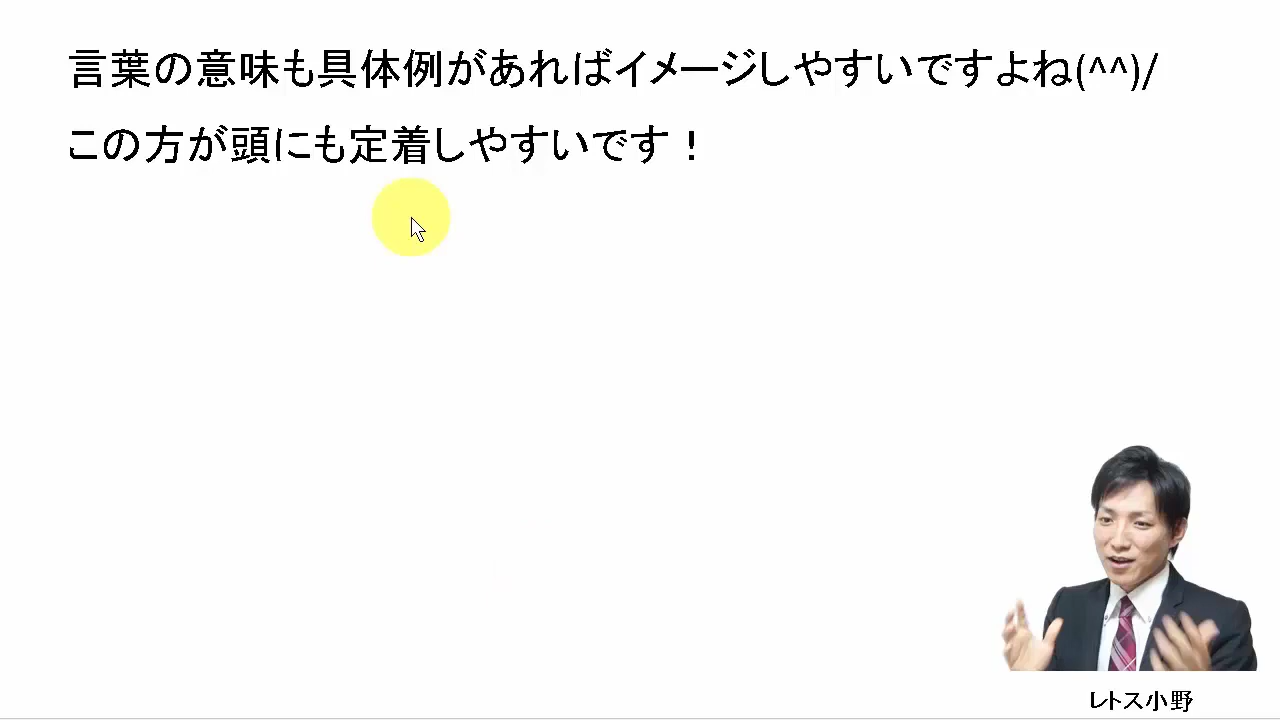 言葉の意味も具体例があればイメージしやすいですよね(^^)/
この方が頭にも定着しやすいです！
レトス小野